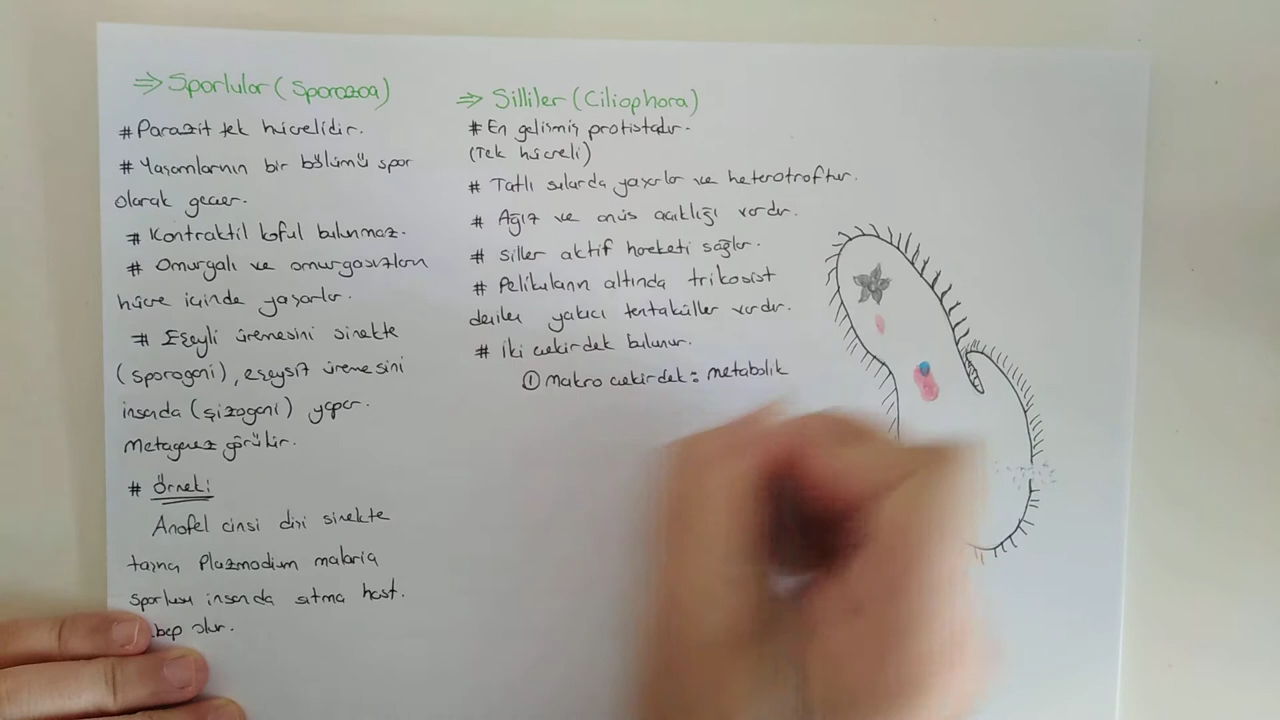 ⇒ Sporlular (Sporozoa)
# Parazit tek hücrelidir.
# Yaşamlarının bir bölümü spor
olarak geçer.
# Kontraktil koful bulunmaz.
# Omurgalı ve omurgasızların
hücre içinde yaşarlar.
# Eşeyli üremesini sinekte
(sporogeni), eşeysiz üremesini
insanda (şizogoni) yapar.
Metagenez görülür.
# Örnek:
Anofel cinsi dişi sinekte
taşınan Plazmodium malaria
sporlusu insanda sıtma hast.
bep olur.
⇒ Silliler (Ciliophora)
# En gelişmiş protistadır.
(Tek hücreli)
# Tatlı sularda yaşarlar ve heterotroftur.
# Ağız ve anüs açıklığı vardır.
# Siller aktif hareketi sağlar.
# Pelikulanın altında trikosist
denilen yakıcı tentaküller vardır.
# İki çekirdek bulunur.
① Makro çekirdek: metabolik